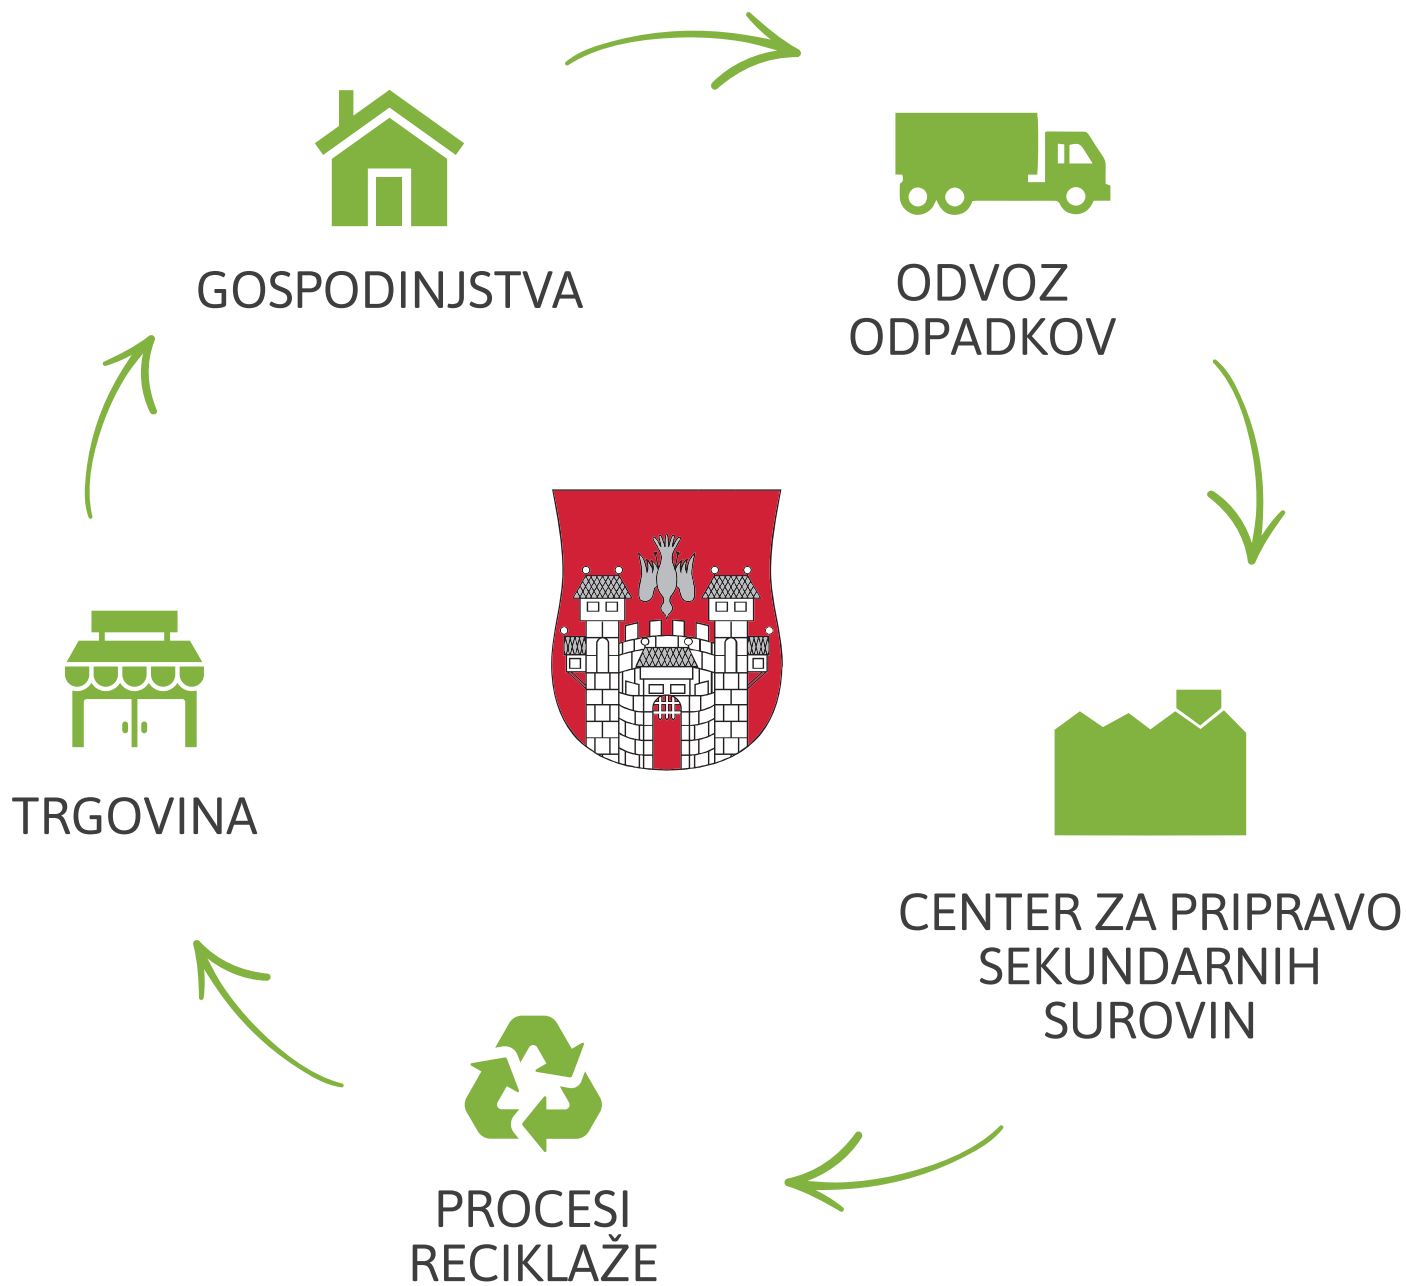 GOSPODINJSTVA
ODVOZ
ODPADKOV
CENTER ZA PRIPRAVO
SEKUNDARNIH
SUROVIN
PROCESI
RECIKLAŽE
TRGOVINA